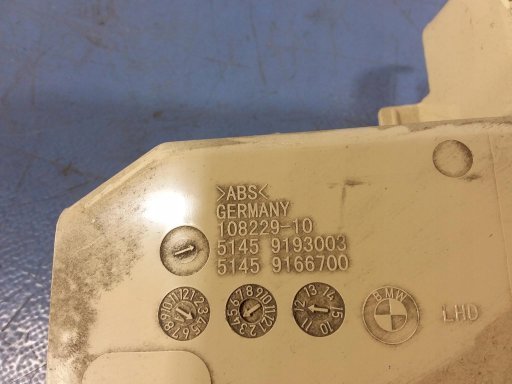 >ABS<
GERMANY
108229-10
5145 9193003
5145 9166700
BMW
LHD